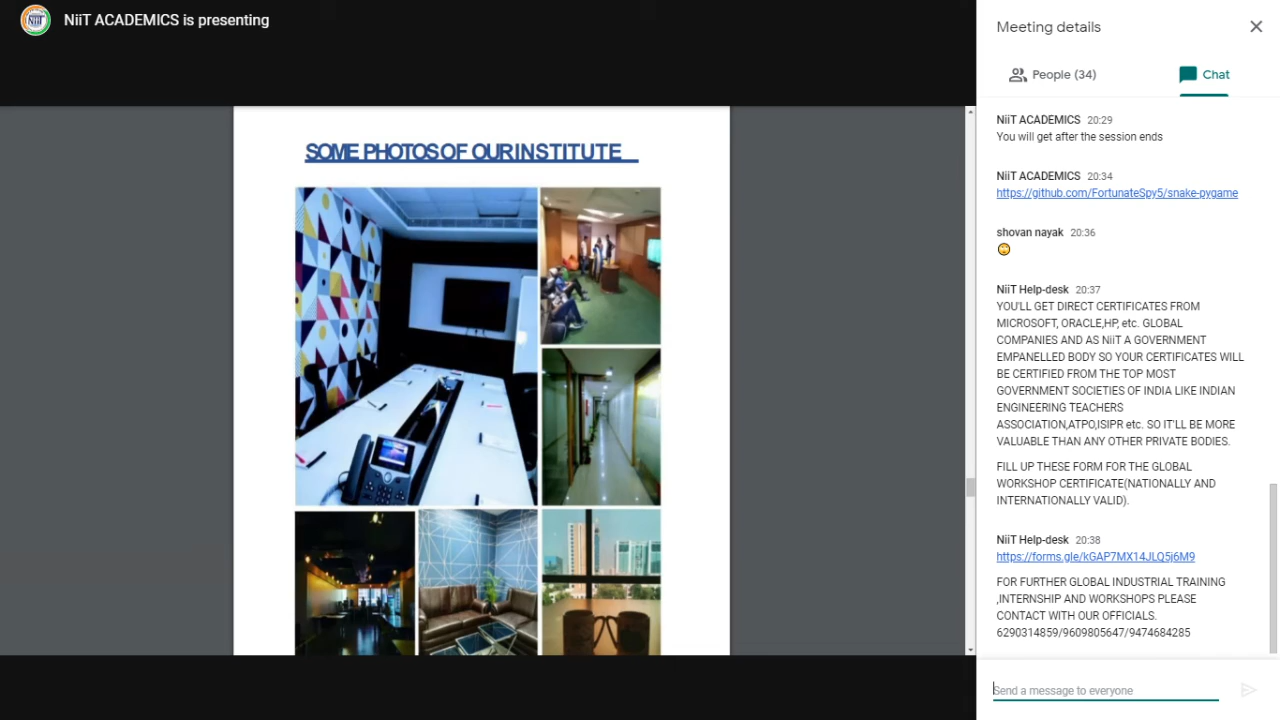 NiiT ACADEMICS is presenting
SOME PHOTOS OF OUR INSTITUTE
Meeting details
People (34)
Chat
NiiT ACADEMICS 20:29
You will get after the session ends
NiiT ACADEMICS 20:34
https://github.com/FortunateSpy5/snake-pygame
shovan nayak 20:36
NiiT Help-desk 20:37
YOU'LL GET DIRECT CERTIFICATES FROM
MICROSOFT, ORACLE,HP, etc. GLOBAL
COMPANIES AND AS NiiT A GOVERNMENT
EMPANELLED BODY SO YOUR CERTIFICATES WILL
BE CERTIFIED FROM THE TOP MOST
GOVERNMENT SOCIETIES OF INDIA LIKE INDIAN
ENGINEERING TEACHERS
ASSOCIATION,ATPO,ISIPR etc. SO IT'LL BE MORE
VALUABLE THAN ANY OTHER PRIVATE BODIES.
FILL UP THESE FORM FOR THE GLOBAL
WORKSHOP CERTIFICATE(NATIONALLY AND
INTERNATIONALLY VALID).
NiiT Help-desk 20:38
https://forms.gle/kGAP7MX14JLQ5j6M9
FOR FURTHER GLOBAL INDUSTRIAL TRAINING
,INTERNSHIP AND WORKSHOPS PLEASE
CONTACT WITH OUR OFFICIALS.
6290314859/9609805647/9474684285
Send a message to everyone